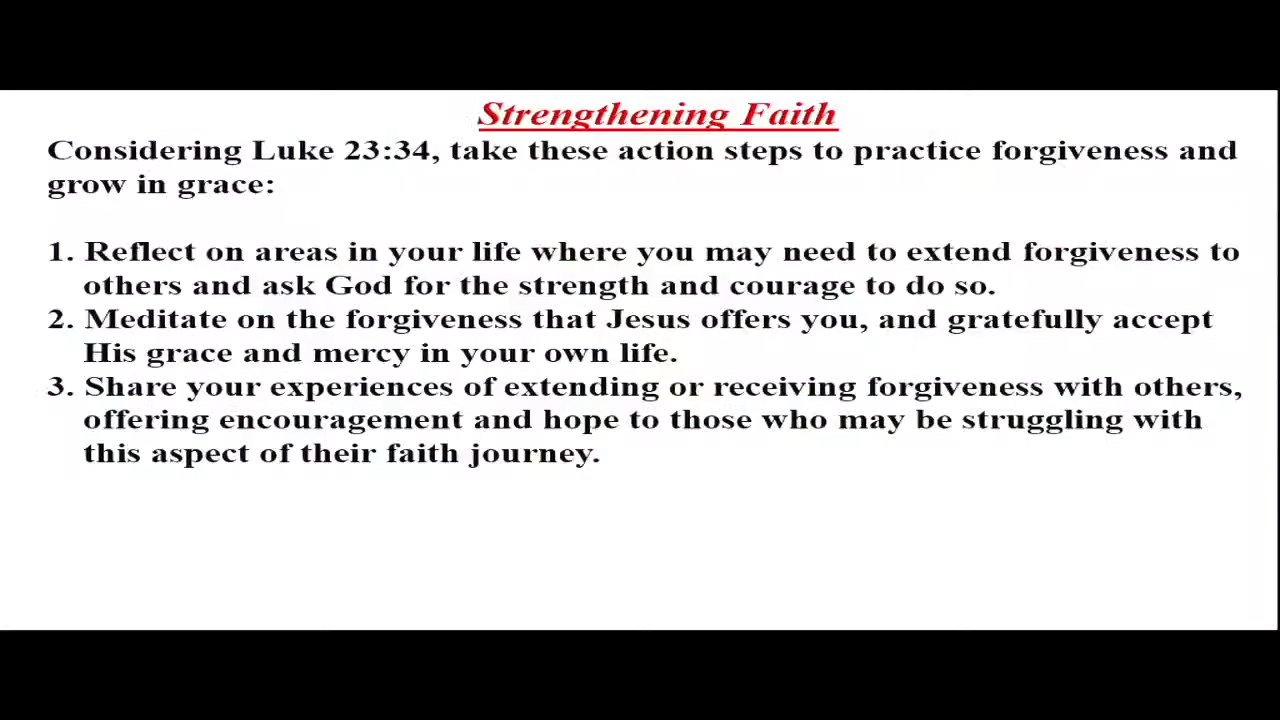 Strengthening Faith
Considering Luke 23:34, take these action steps to practice forgiveness and
grow in grace:
1. Reflect on areas in your life where you may need to extend forgiveness to
others and ask God for the strength and courage to do so.
2. Meditate on the forgiveness that Jesus offers you, and gratefully accept
His grace and mercy in your own life.
3. Share your experiences of extending or receiving forgiveness with others,
offering encouragement and hope to those who may be struggling with
this aspect of their faith journey.